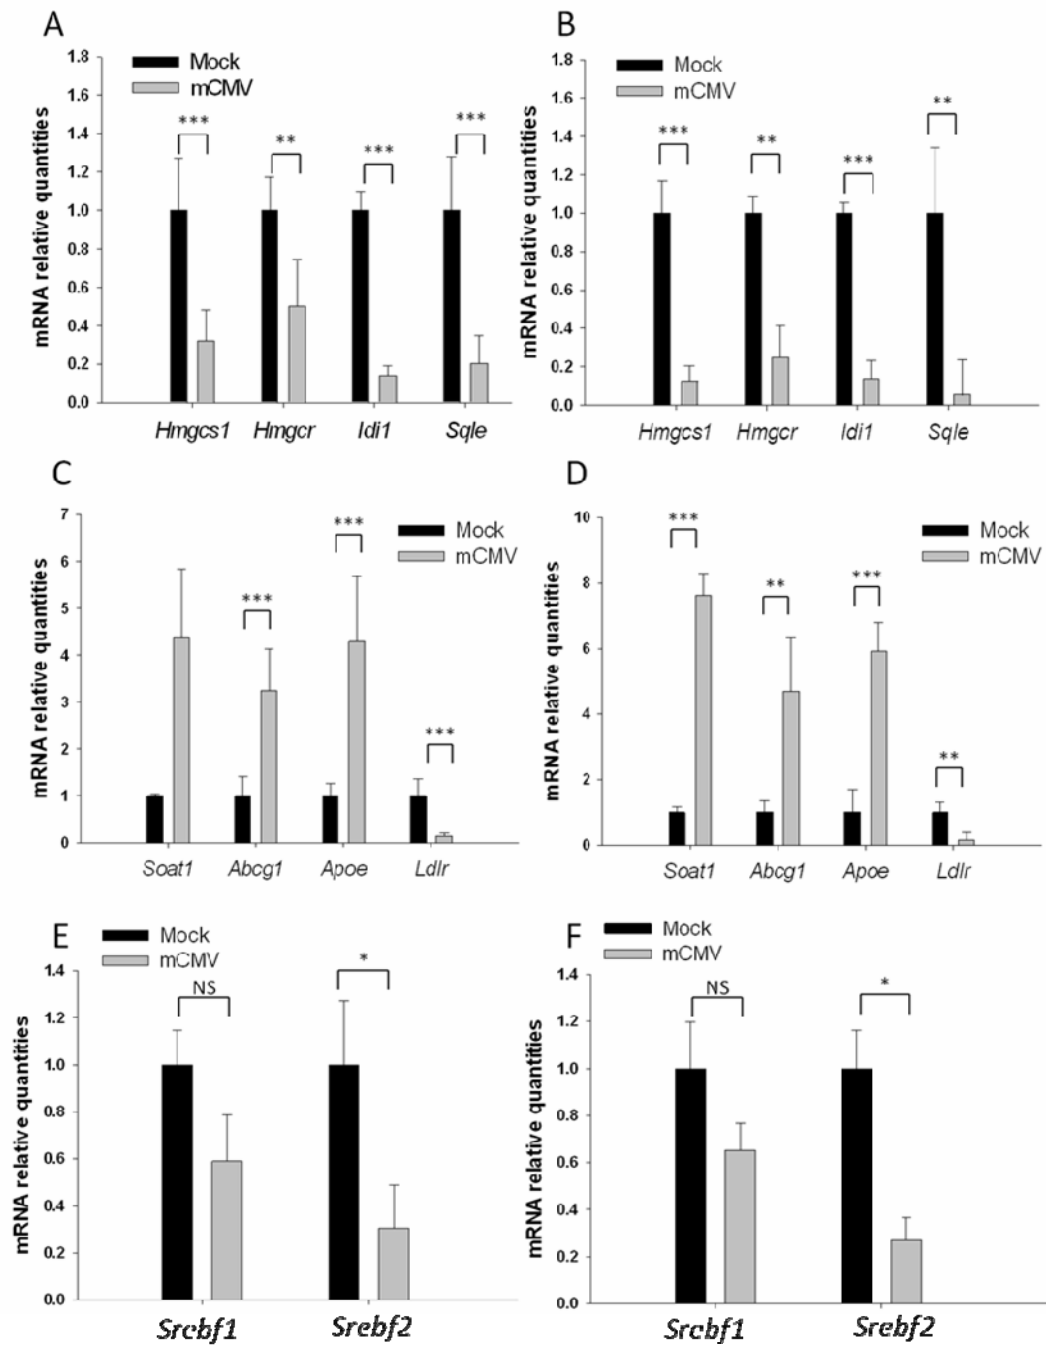 A
Mock
mCMV
mRNA relative quantities
1.8
1.6
1.4
1.2
1.0
0.8
0.6
0.4
0.2
0.0
***
**
***
***
Hmgcs1 Hmgcr Idi1 Sqle
B
Mock
mCMV
mRNA relative quantities
1.8
1.6
1.4
1.2
1.0
0.8
0.6
0.4
0.2
0.0
***
**
***
**
Hmgcs1 Hmgcr Idi1 Sqle
C
Mock
mCMV
mRNA relative quantities
7
6
5
4
3
2
1
0
***
***
***
Soat1 Abcg1 Apoe Ldlr
D
Mock
mCMV
mRNA relative quantities
10
8
6
4
2
0
***
**
***
**
Soat1 Abcg1 Apoe Ldlr
E
Mock
mCMV
mRNA relative quantities
1.4
1.2
1.0
0.8
0.6
0.4
0.2
0.0
NS
*
Srebf1 Srebf2
F
Mock
mCMV
mRNA relative quantities
1.4
1.2
1.0
0.8
0.6
0.4
0.2
0.0
NS
*
Srebf1 Srebf2